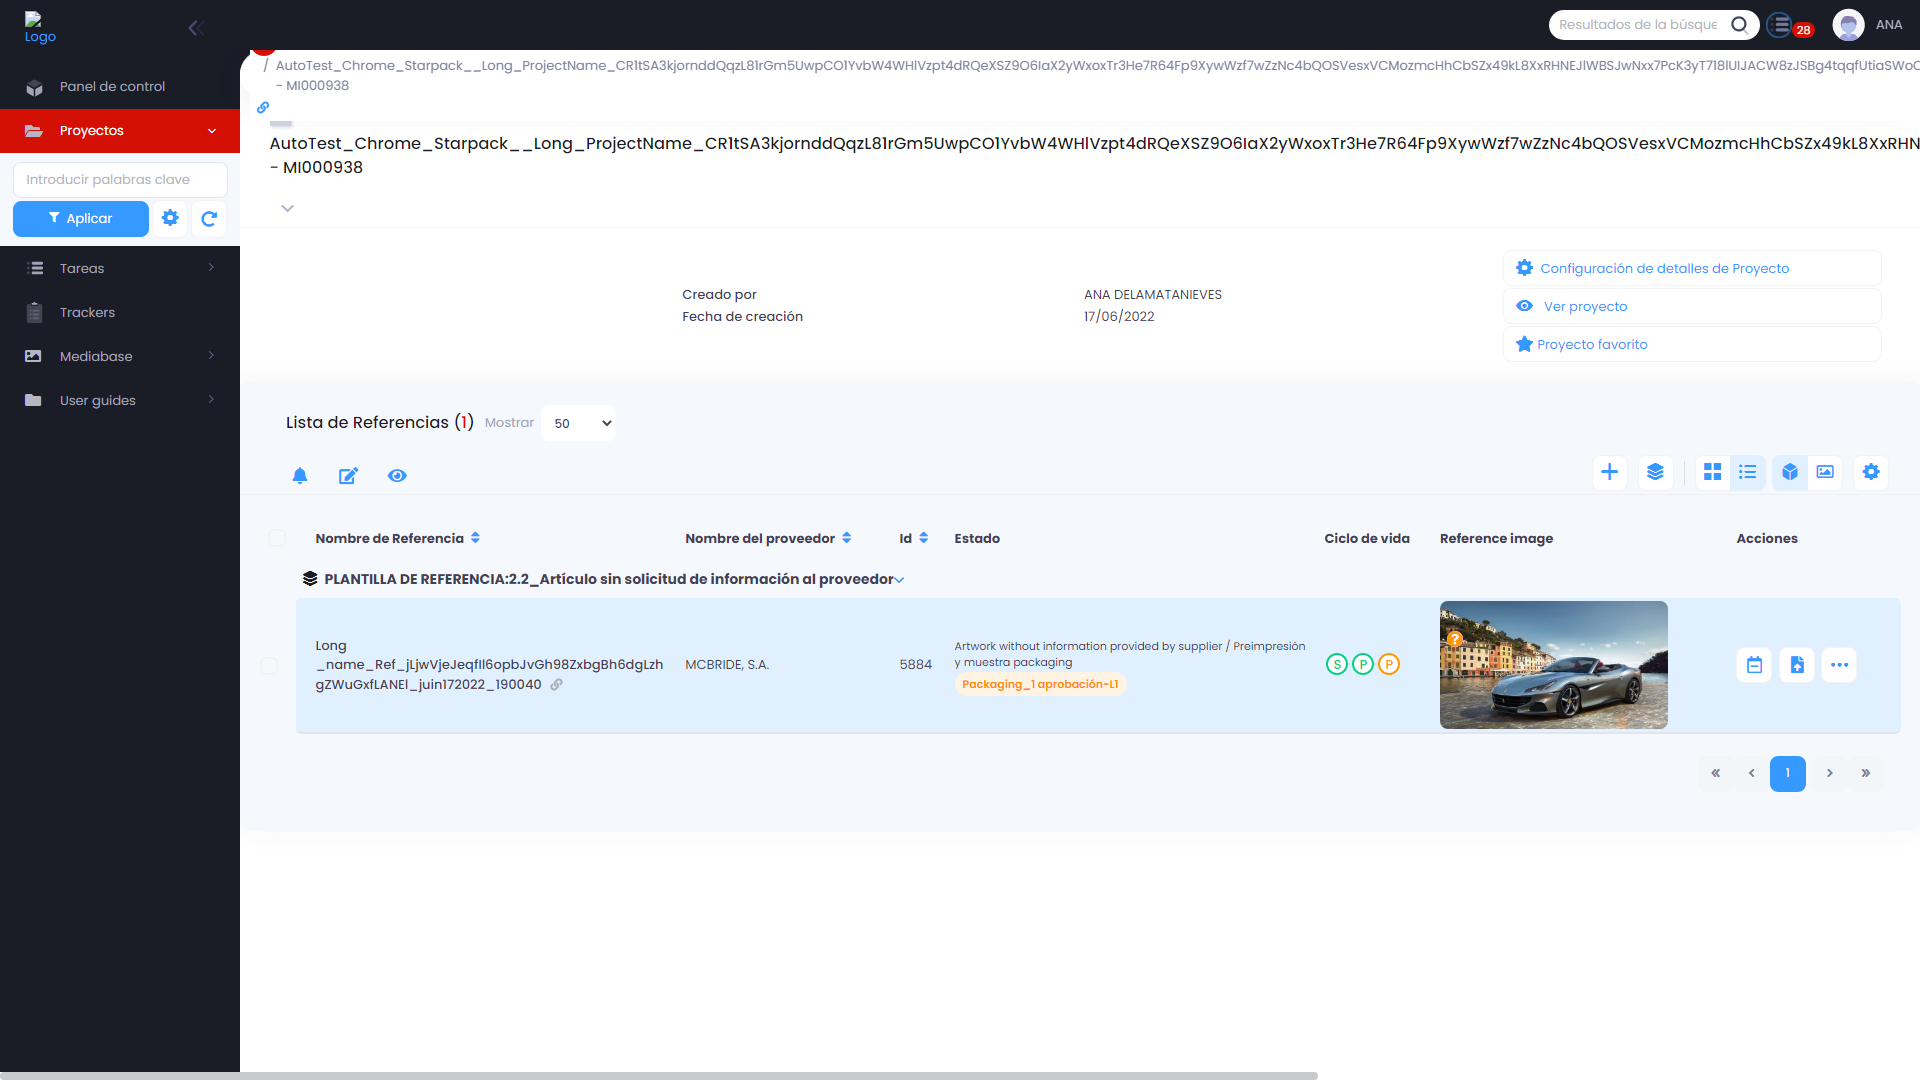 Logo
Resultados de la búsque
28
ANA
Panel de control
Proyectos
Introducir palabras clave
Aplicar
Tareas
Trackers
Mediabase
User guides
/ AutoTest_Chrome_Starpack__Long_ProjectName_CR1tSA3kjornddQqzL81rGm5UwpCO1YvbW4WHlVzpt4dRQeXSZ9O6IaX2yWxoxTr3He7R64Fp9XywWzf7wZzNc4bQOSVesxVCMozmcHhCbSZx49kL8XxRHNEJlWBSJwNxx7PcK3yT718lUIJACW8zJSBg4tqqfUtiaSWoC
- MI000938
AutoTest_Chrome_Starpack__Long_ProjectName_CR1tSA3kjornddQqzL81rGm5UwpCO1YvbW4WHlVzpt4dRQeXSZ9O6IaX2yWxoxTr3He7R64Fp9XywWzf7wZzNc4bQOSVesxVCMozmcHhCbSZx49kL8XxRHN
- MI000938
Creado por
ANA DELAMATANIEVES
Fecha de creación
17/06/2022
Configuración de detalles de Proyecto
Ver proyecto
Proyecto favorito
Lista de Referencias (1) Mostrar 50
Nombre de Referencia
Nombre del proveedor
Id
Estado
Ciclo de vida
Reference image
Acciones
PLANTILLA DE REFERENCIA:2.2_Artículo sin solicitud de información al proveedor
Long
_name_Ref_jLjwVjeJeqfIl6opbJvGh98ZxbgBh6dgLzh
gZWuGxfLANEl_juin172022_190040
MCBRIDE, S.A.
5884
Artwork without information provided by supplier / Preimpresión
y muestra packaging
Packaging_1 aprobación-L1
S P P
?
« ‹ 1 › »